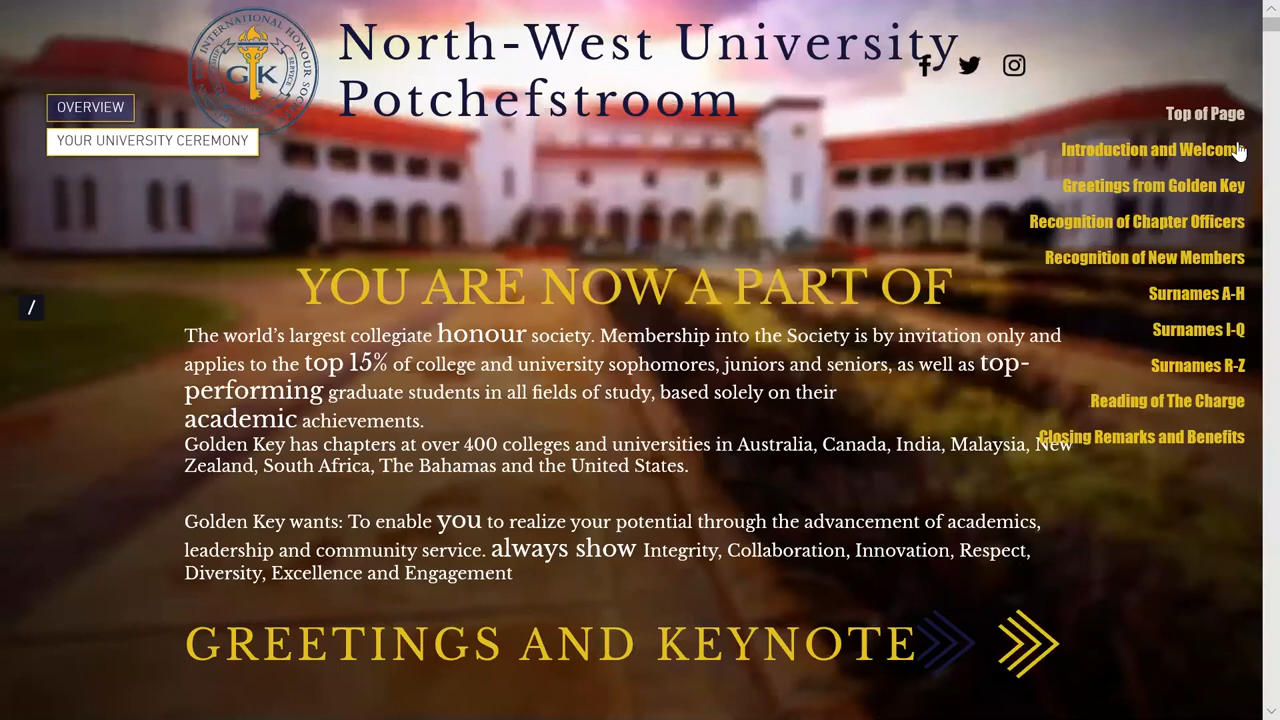 INTERNATIONAL HONOUR SOCIETY
GK
North-West University
Potchefstroom
OVERVIEW
YOUR UNIVERSITY CEREMONY
Top of Page
Introduction and Welcome
Greetings from Golden Key
Recognition of Chapter Officers
Recognition of New Members
Surnames A-H
Surnames I-Q
Surnames R-Z
Reading of The Charge
Closing Remarks and Benefits
/
YOU ARE NOW A PART OF
The world’s largest collegiate honour society. Membership into the Society is by invitation only and
applies to the top 15% of college and university sophomores, juniors and seniors, as well as top-
performing graduate students in all fields of study, based solely on their
academic achievements.
Golden Key has chapters at over 400 colleges and universities in Australia, Canada, India, Malaysia, New
Zealand, South Africa, The Bahamas and the United States.
Golden Key wants: To enable you to realize your potential through the advancement of academics,
leadership and community service. always show Integrity, Collaboration, Innovation, Respect,
Diversity, Excellence and Engagement
GREETINGS AND KEYNOTE